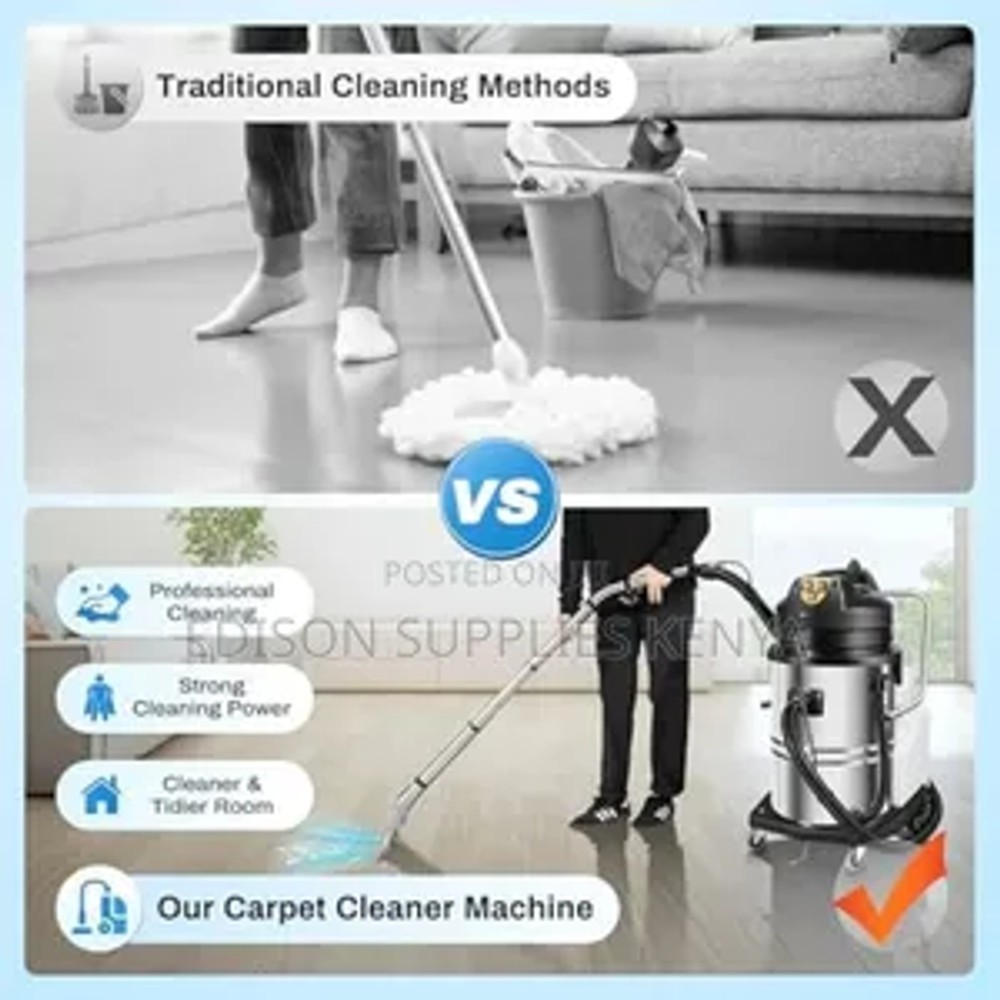 Traditional Cleaning Methods
X
VS
POSTED ON
Professional
Cleaning
EDISON SUPPLIES KENYA
Strong
Cleaning Power
Cleaner &
Tidier Room
Our Carpet Cleaner Machine